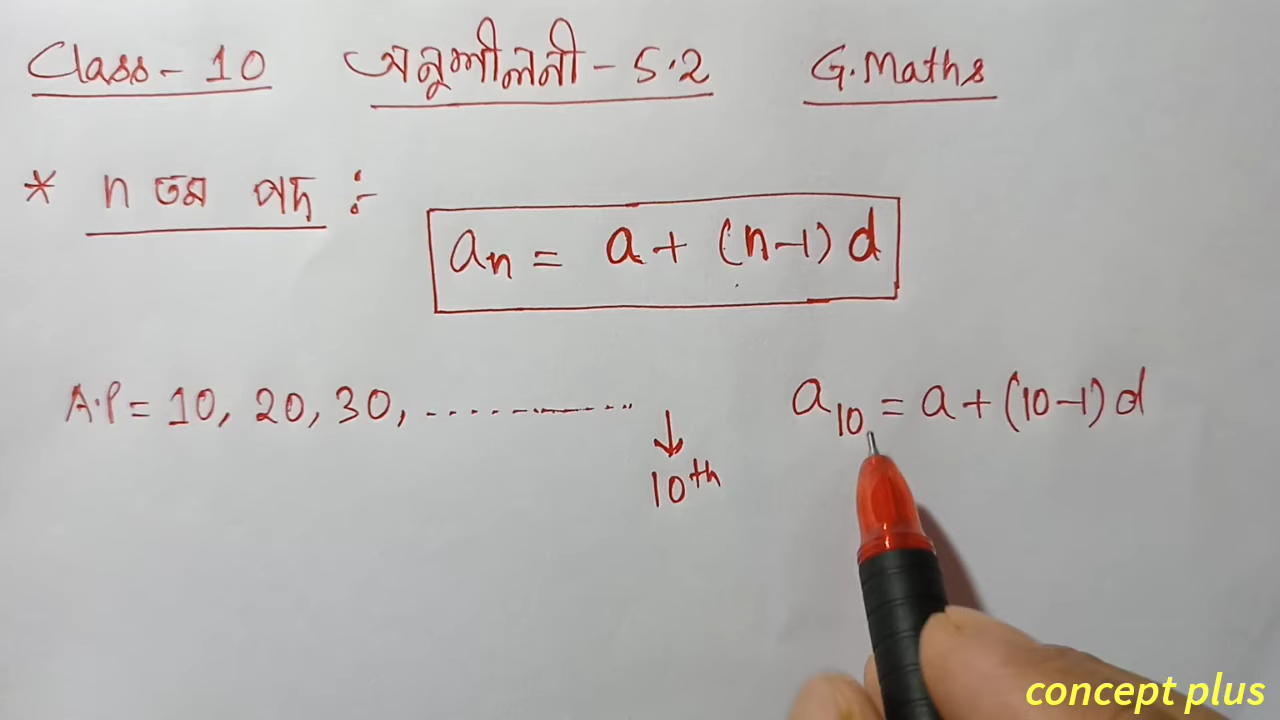 Class - 10 অনুশীলনী - 5.2 G. Maths
* n তম পদ :-
an = a + (n-1) d
A.P = 10, 20, 30, ...............
a10 = a + (10-1) d
↓
10th
concept plus